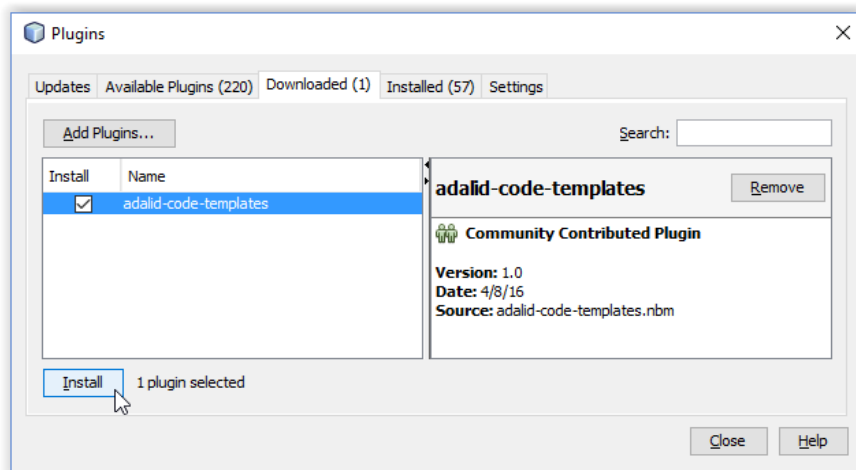 Plugins
Updates Available Plugins (220) Downloaded (1) Installed (57) Settings
Add Plugins...
Search:
Install Name
adalid-code-templates
adalid-code-templates
Remove
Community Contributed Plugin
Version: 1.0
Date: 4/8/16
Source: adalid-code-templates.nbm
Install 1 plugin selected
Close Help